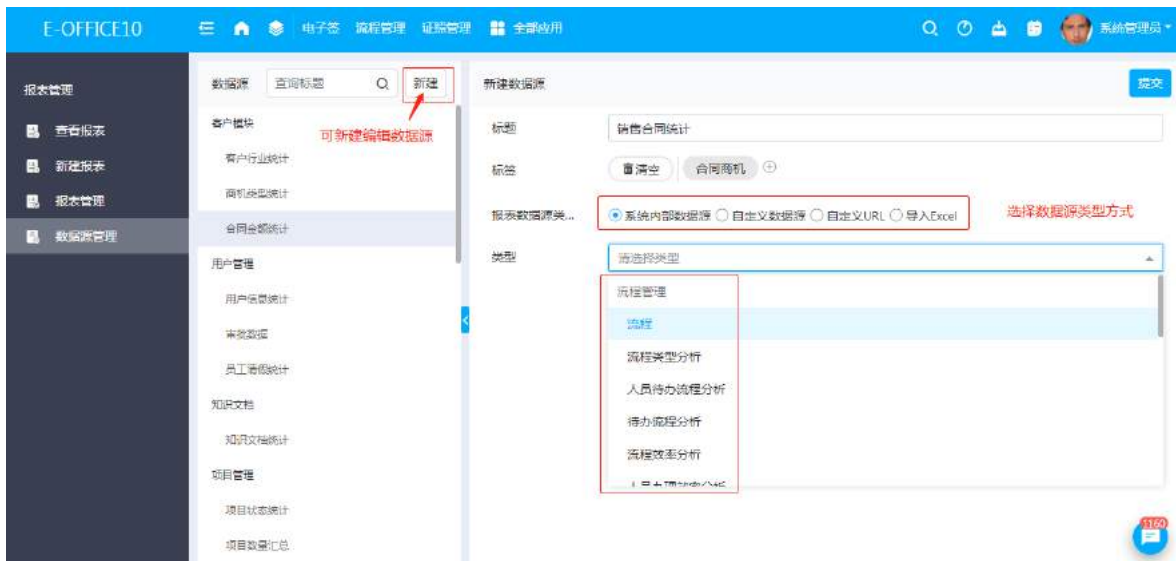 E-OFFICE10 电子签 流程管理 证照管理 全部应用 系统管理员
报表管理
查看报表
新建报表
报表管理
数据源管理
数据源 查询标题 新建
可新建编辑数据源
客户模块
客户行业统计
商机类型统计
合同金额统计
用户管理
用户信息统计
审批数据
员工请假统计
知识文档
知识文档统计
项目管理
项目状态统计
项目数量汇总
新建数据源 提交
标题 销售合同统计
标签 清空 合同商机
报表数据源类... 系统内部数据源 自定义数据源 自定义URL 导入Excel
选择数据源类型方式
类型 请选择类型
流程管理
流程
流程类型分析
人员待办流程分析
待办流程分析
流程效率分析
人员办理效率分析
1160